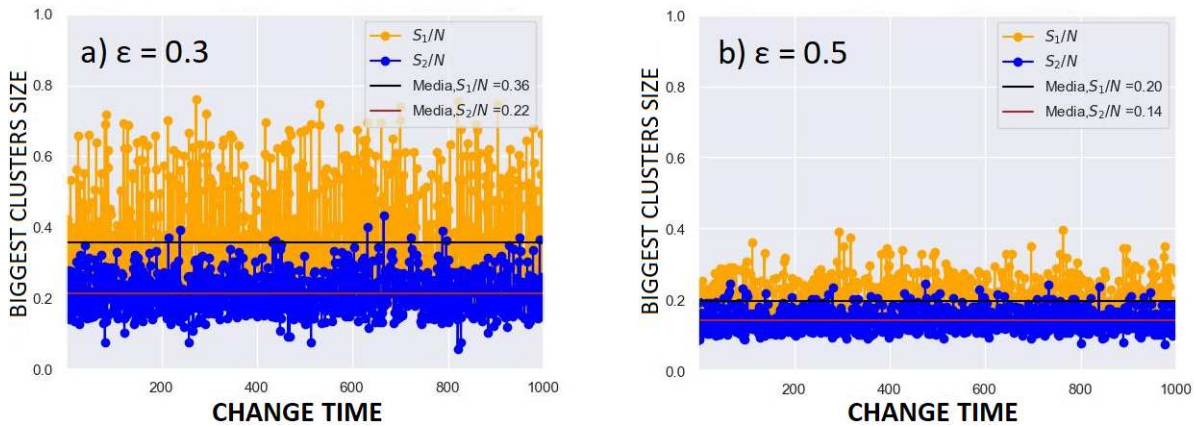 a) ε = 0.3
S₁/N
S₂/N
Media,S₁/N =0.36
Media,S₂/N =0.22
BIGGEST CLUSTERS SIZE
1.0
0.8
0.6
0.4
0.2
0.0
200
400
600
800
1000
CHANGE TIME
b) ε = 0.5
S₁/N
S₂/N
Media,S₁/N =0.20
Media,S₂/N =0.14
BIGGEST CLUSTERS SIZE
1.0
0.8
0.6
0.4
0.2
0.0
200
400
600
800
1000
CHANGE TIME